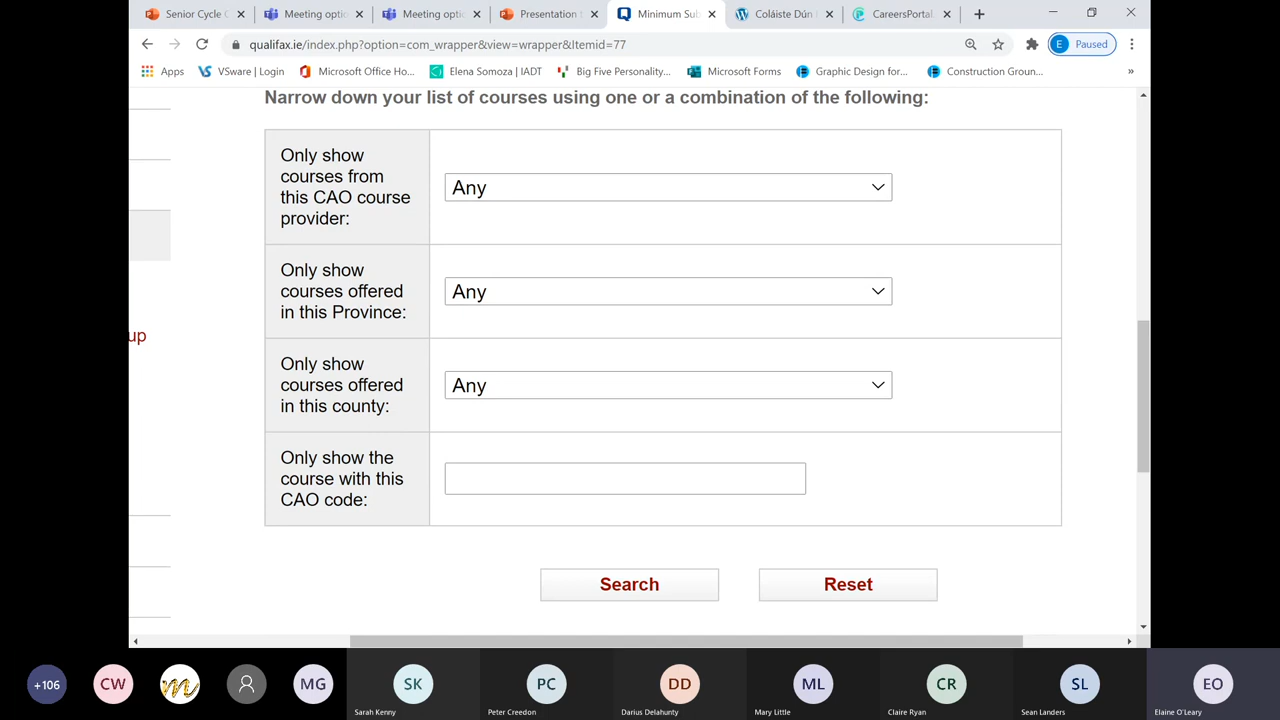 Senior Cycle C
Meeting optio
Meeting optio
Presentation t
Minimum Sub
Coláiste Dún
CareersPortal
qualifax.ie/index.php?option=com_wrapper&view=wrapper&Itemid=77
E Paused
Apps
VSware | Login
Microsoft Office Ho...
Elena Somoza | IADT
Big Five Personality...
Microsoft Forms
Graphic Design for...
Construction Groun...
»
Narrow down your list of courses using one or a combination of the following:
Only show
courses from
this CAO course
provider:
Any
Only show
courses offered
in this Province:
Any
up
Only show
courses offered
in this county:
Any
Only show the
course with this
CAO code:
Search
Reset
+106
CW
m
MG
SK
PC
DD
ML
CR
SL
EO
Sarah Kenny
Peter Creedon
Darius Delahunty
Mary Little
Claire Ryan
Sean Landers
Elaine O'Leary